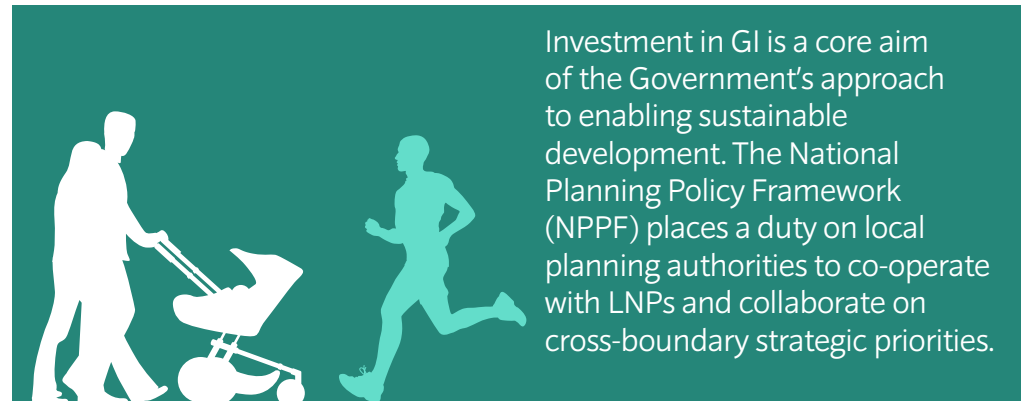 Investment in GI is a core aim
of the Government’s approach
to enabling sustainable
development. The National
Planning Policy Framework
(NPPF) places a duty on local
planning authorities to co-operate
with LNPs and collaborate on
cross-boundary strategic priorities.